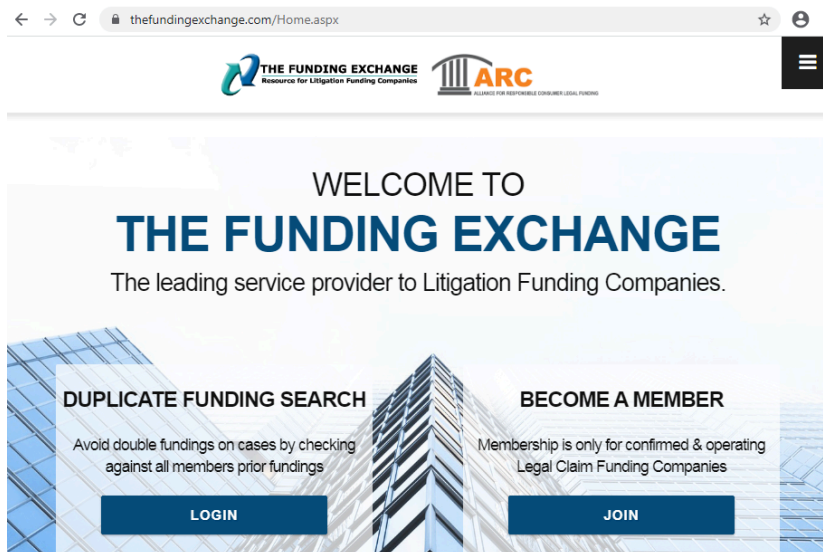 thefundingexchange.com/Home.aspx
THE FUNDING EXCHANGE
Resource for Litigation Funding Companies
ARC
ALLIANCE FOR RESPONSIBLE CONSUMER LEGAL FUNDING
WELCOME TO
THE FUNDING EXCHANGE
The leading service provider to Litigation Funding Companies.
DUPLICATE FUNDING SEARCH
Avoid double fundings on cases by checking
against all members prior fundings
LOGIN
BECOME A MEMBER
Membership is only for confirmed & operating
Legal Claim Funding Companies
JOIN